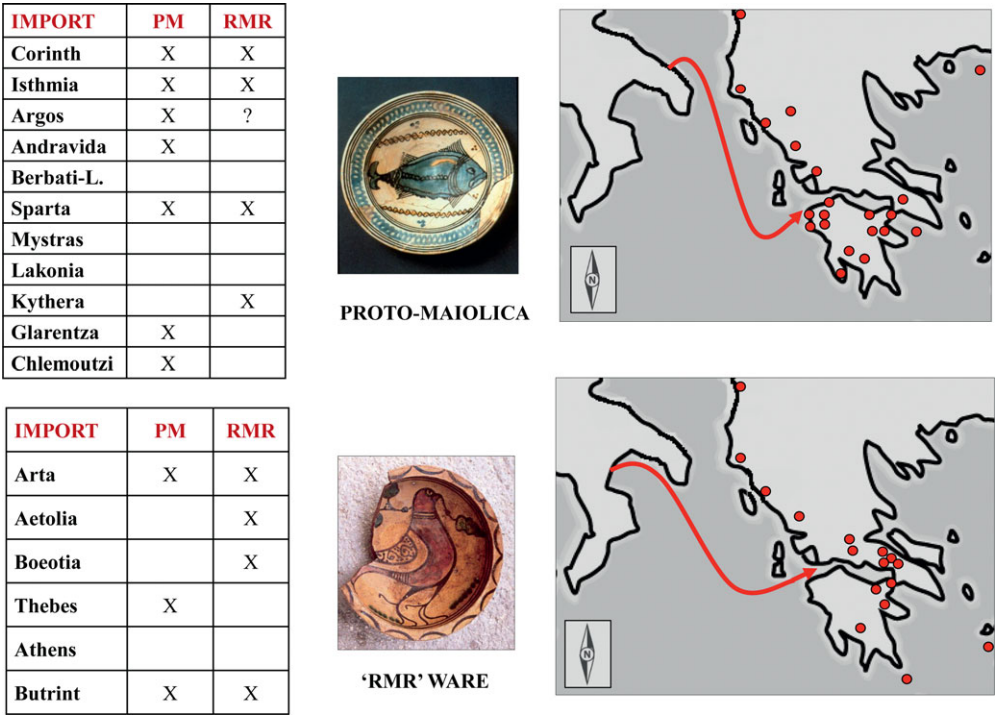 IMPORT PM RMR
Corinth X X
Isthmia X X
Argos X ?
Andravida X
Berbati-L.
Sparta X X
Mystras
Lakonia
Kythera X
Glarentza X
Chlemoutzi X
PROTO-MAIOLICA
N
IMPORT PM RMR
Arta X X
Aetolia X
Boeotia X
Thebes X
Athens
Butrint X X
‘RMR’ WARE
N